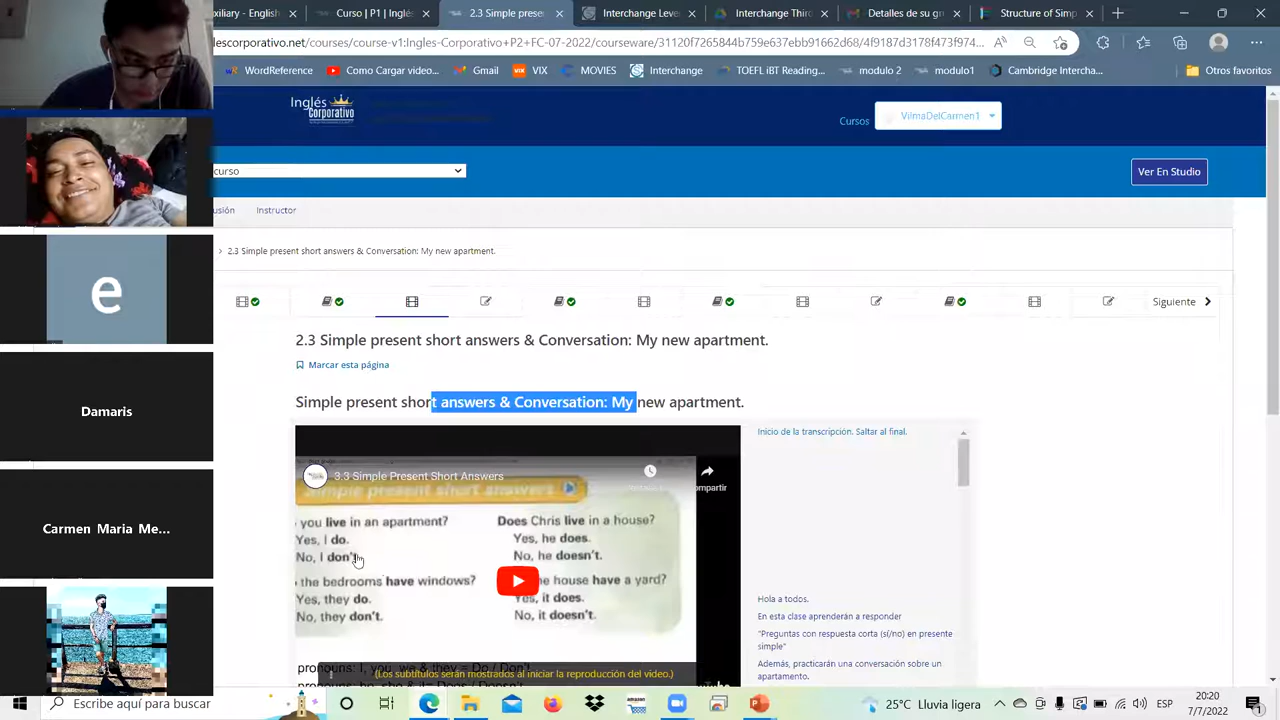 xiliary - English
Curso | P1 | Inglés
2.3 Simple presen
Interchange Leve
Interchange Thro
Detalles de su gr
Structure of Simp
lescorporativo.net/courses/course-v1:Ingles-Corporativo+P2+FC-07-2022/courseware/31120f7265844b759e637ebb91662d68/4f9187d3178f473f974...
WordReference
Como Cargar video...
Gmail
VIX
MOVIES
Interchange
TOEFL iBT Reading...
modulo 2
modulo1
Cambridge Intercha...
Otros favoritos
Inglés
Corporativo
Cursos
VilmaDelCarmen1
curso
Ver En Studio
usión
Instructor
2.3 Simple present short answers & Conversation: My new apartment.
Siguiente
2.3 Simple present short answers & Conversation: My new apartment.
Marcar esta página
Simple present short answers & Conversation: My new apartment.
3.3 Simple Present Short Answers
ompartir
Simple present short answers
you live in an apartment?
Yes, I do.
No, I don't.
the bedrooms have windows?
Yes, they do.
No, they don't.
Does Chris live in a house?
Yes, he does.
No, he doesn't.
he house have a yard?
Yes, it does.
No, it doesn't.
pronouns: I, you, we & they = Do / Don't
(Los subtítulos serán mostrados al iniciar la reproducción del video.)
Inicio de la transcripción. Saltar al final.
Hola a todos.
En esta clase aprenderán a responder
"Preguntas con respuesta corta (sí/no) en presente
simple"
Además, practicarán una conversación sobre un
apartamento.
e
Damaris
Carmen Maria Me...
Escribe aquí para buscar
25°C Lluvia ligera
ESP
20:20
7/7/2022
1